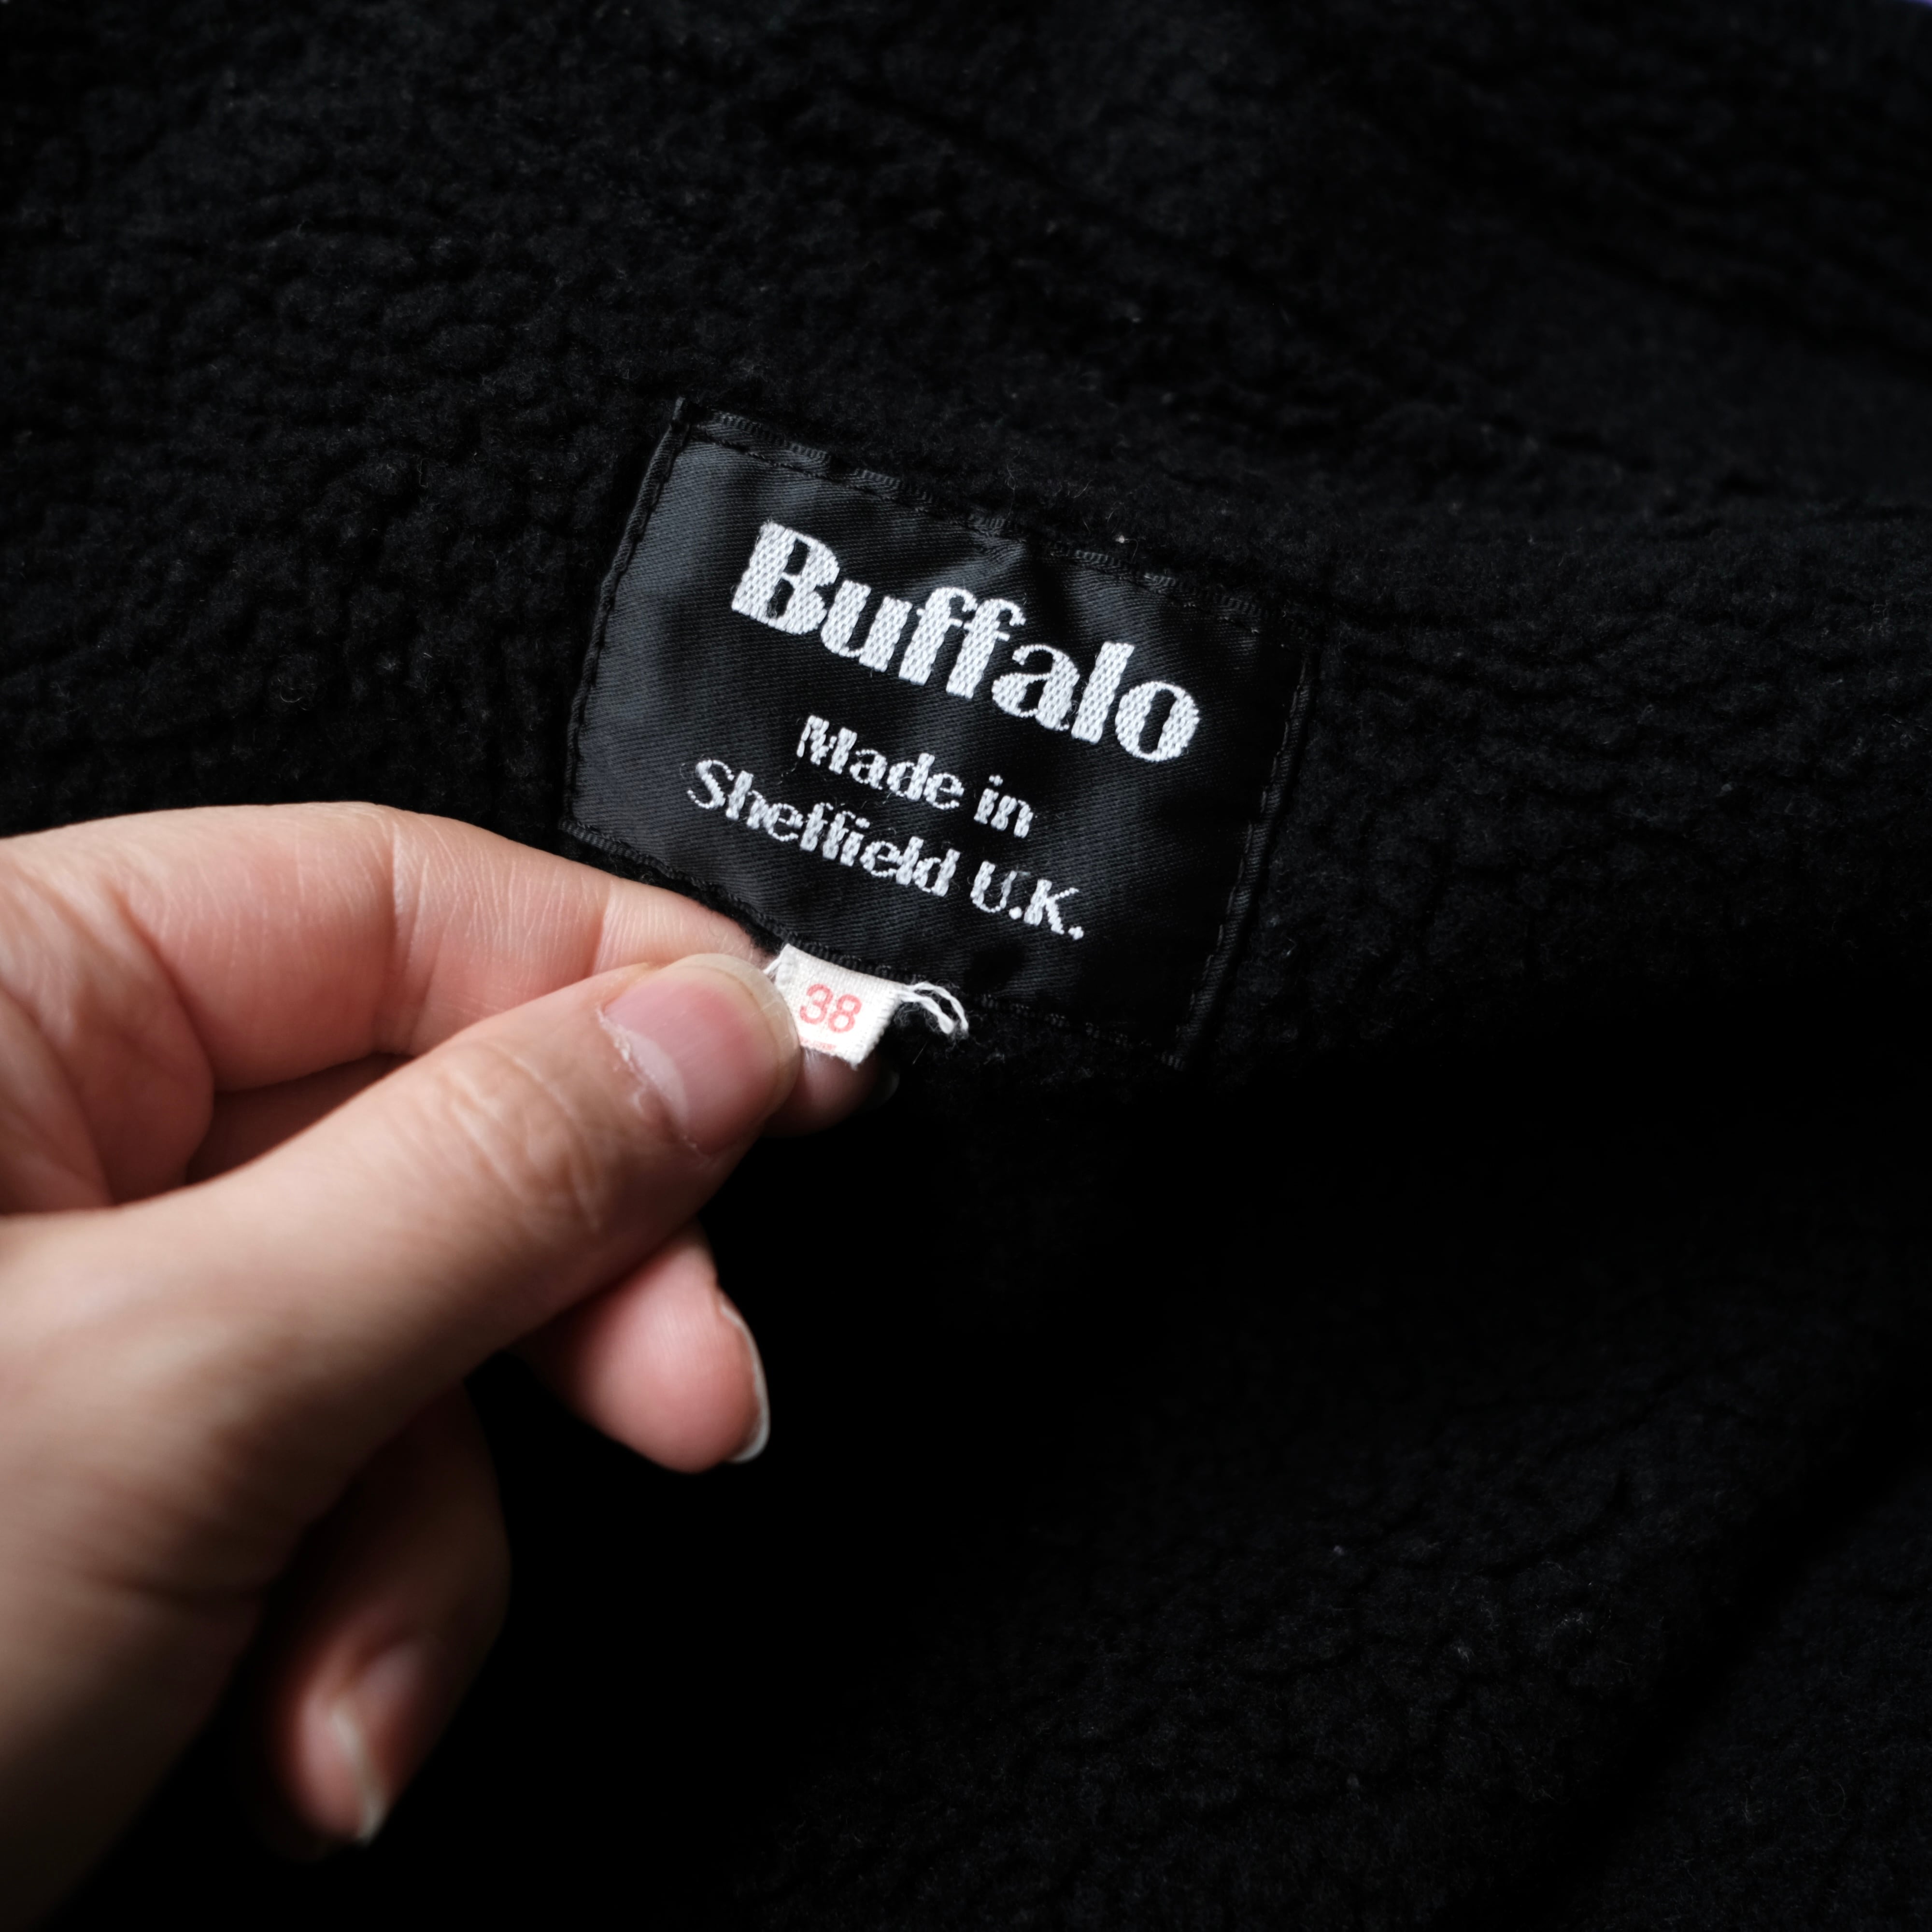 Buffalo
Made in
Sheffield U.K.
38